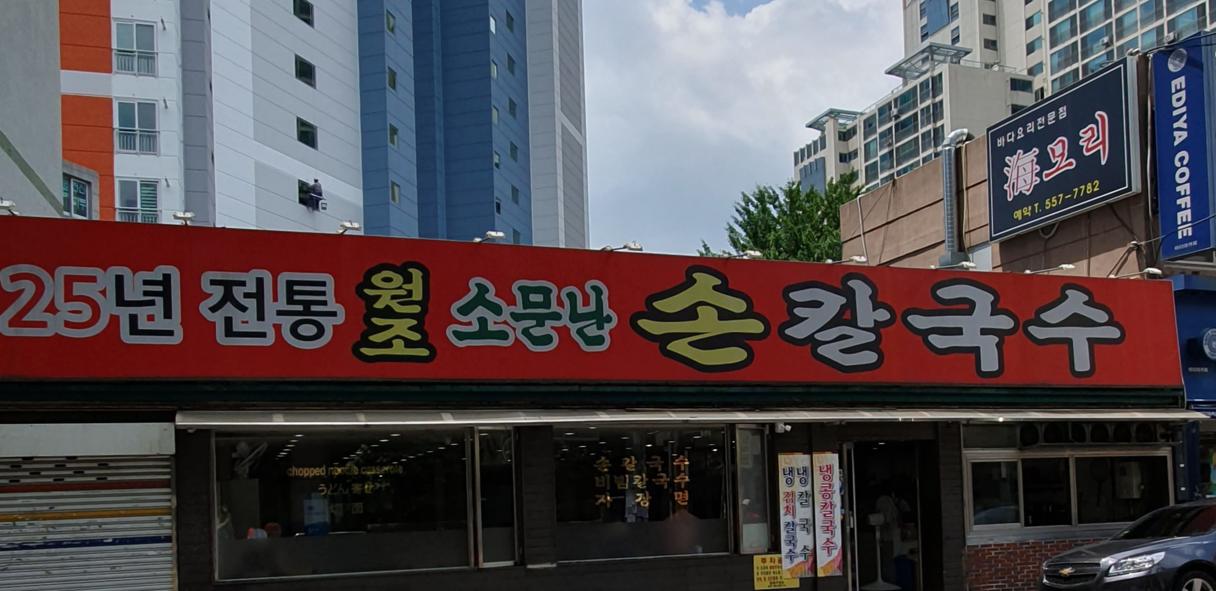 25년 전통 원조 소문난 손칼국수
바다요리전문점
海모리
예약 T. 557-7782
EDIYA COFFEE
chopped noodle casserole
손칼국수
비빔칼국수
자장면
냉칼국수
냉김치칼국수
냉콩칼국수